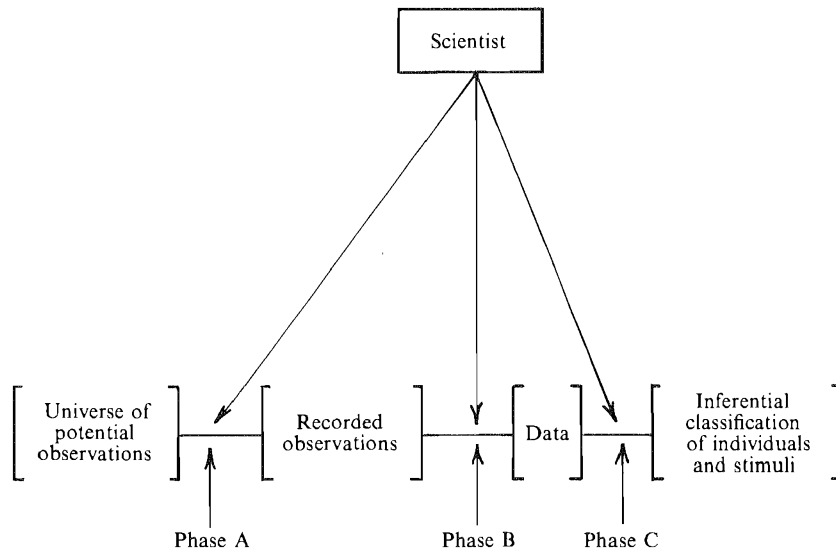 Scientist
Universe of
potential
observations
Recorded
observations
Data
Inferential
classification
of individuals
and stimuli
Phase A
Phase B
Phase C